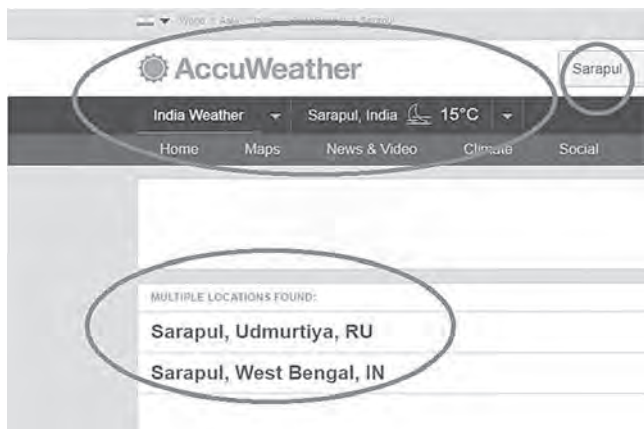 AccuWeather
Sarapul
India Weather Sarapul, India 15°C
Home Maps News & Video Climate Social
MULTIPLE LOCATIONS FOUND:
Sarapul, Udmurtiya, RU
Sarapul, West Bengal, IN